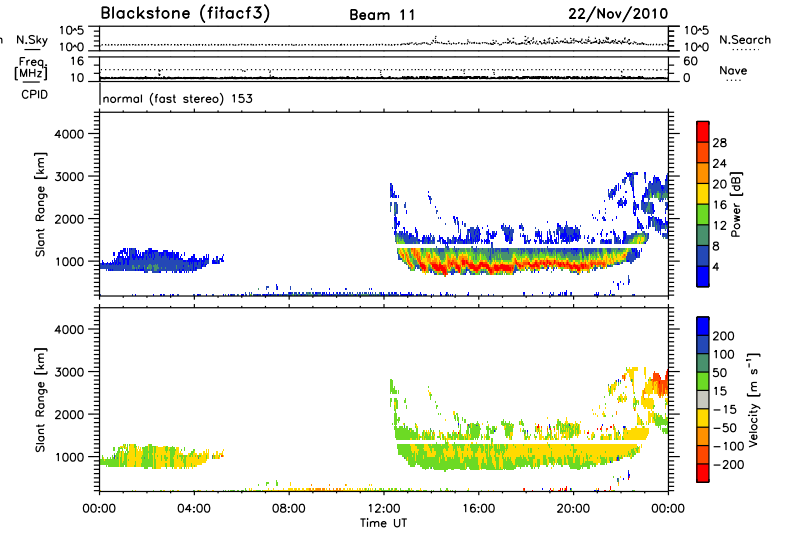 Blackstone (fitacf3) Beam 11 22/Nov/2010
n N.Sky 10^5 10^0 10^5 10^0 N.Search
Freq. [MHz] 16 10 60 0 Nave
CPID normal (fast stereo) 153
Slant Range [km] 4000 3000 2000 1000
28 24 20 16 12 8 4 Power [dB]
Slant Range [km] 4000 3000 2000 1000
200 100 50 15 -15 -50 -100 -200 Velocity [m s⁻¹]
00:00 04:00 08:00 12:00 16:00 20:00 00:00
Time UT